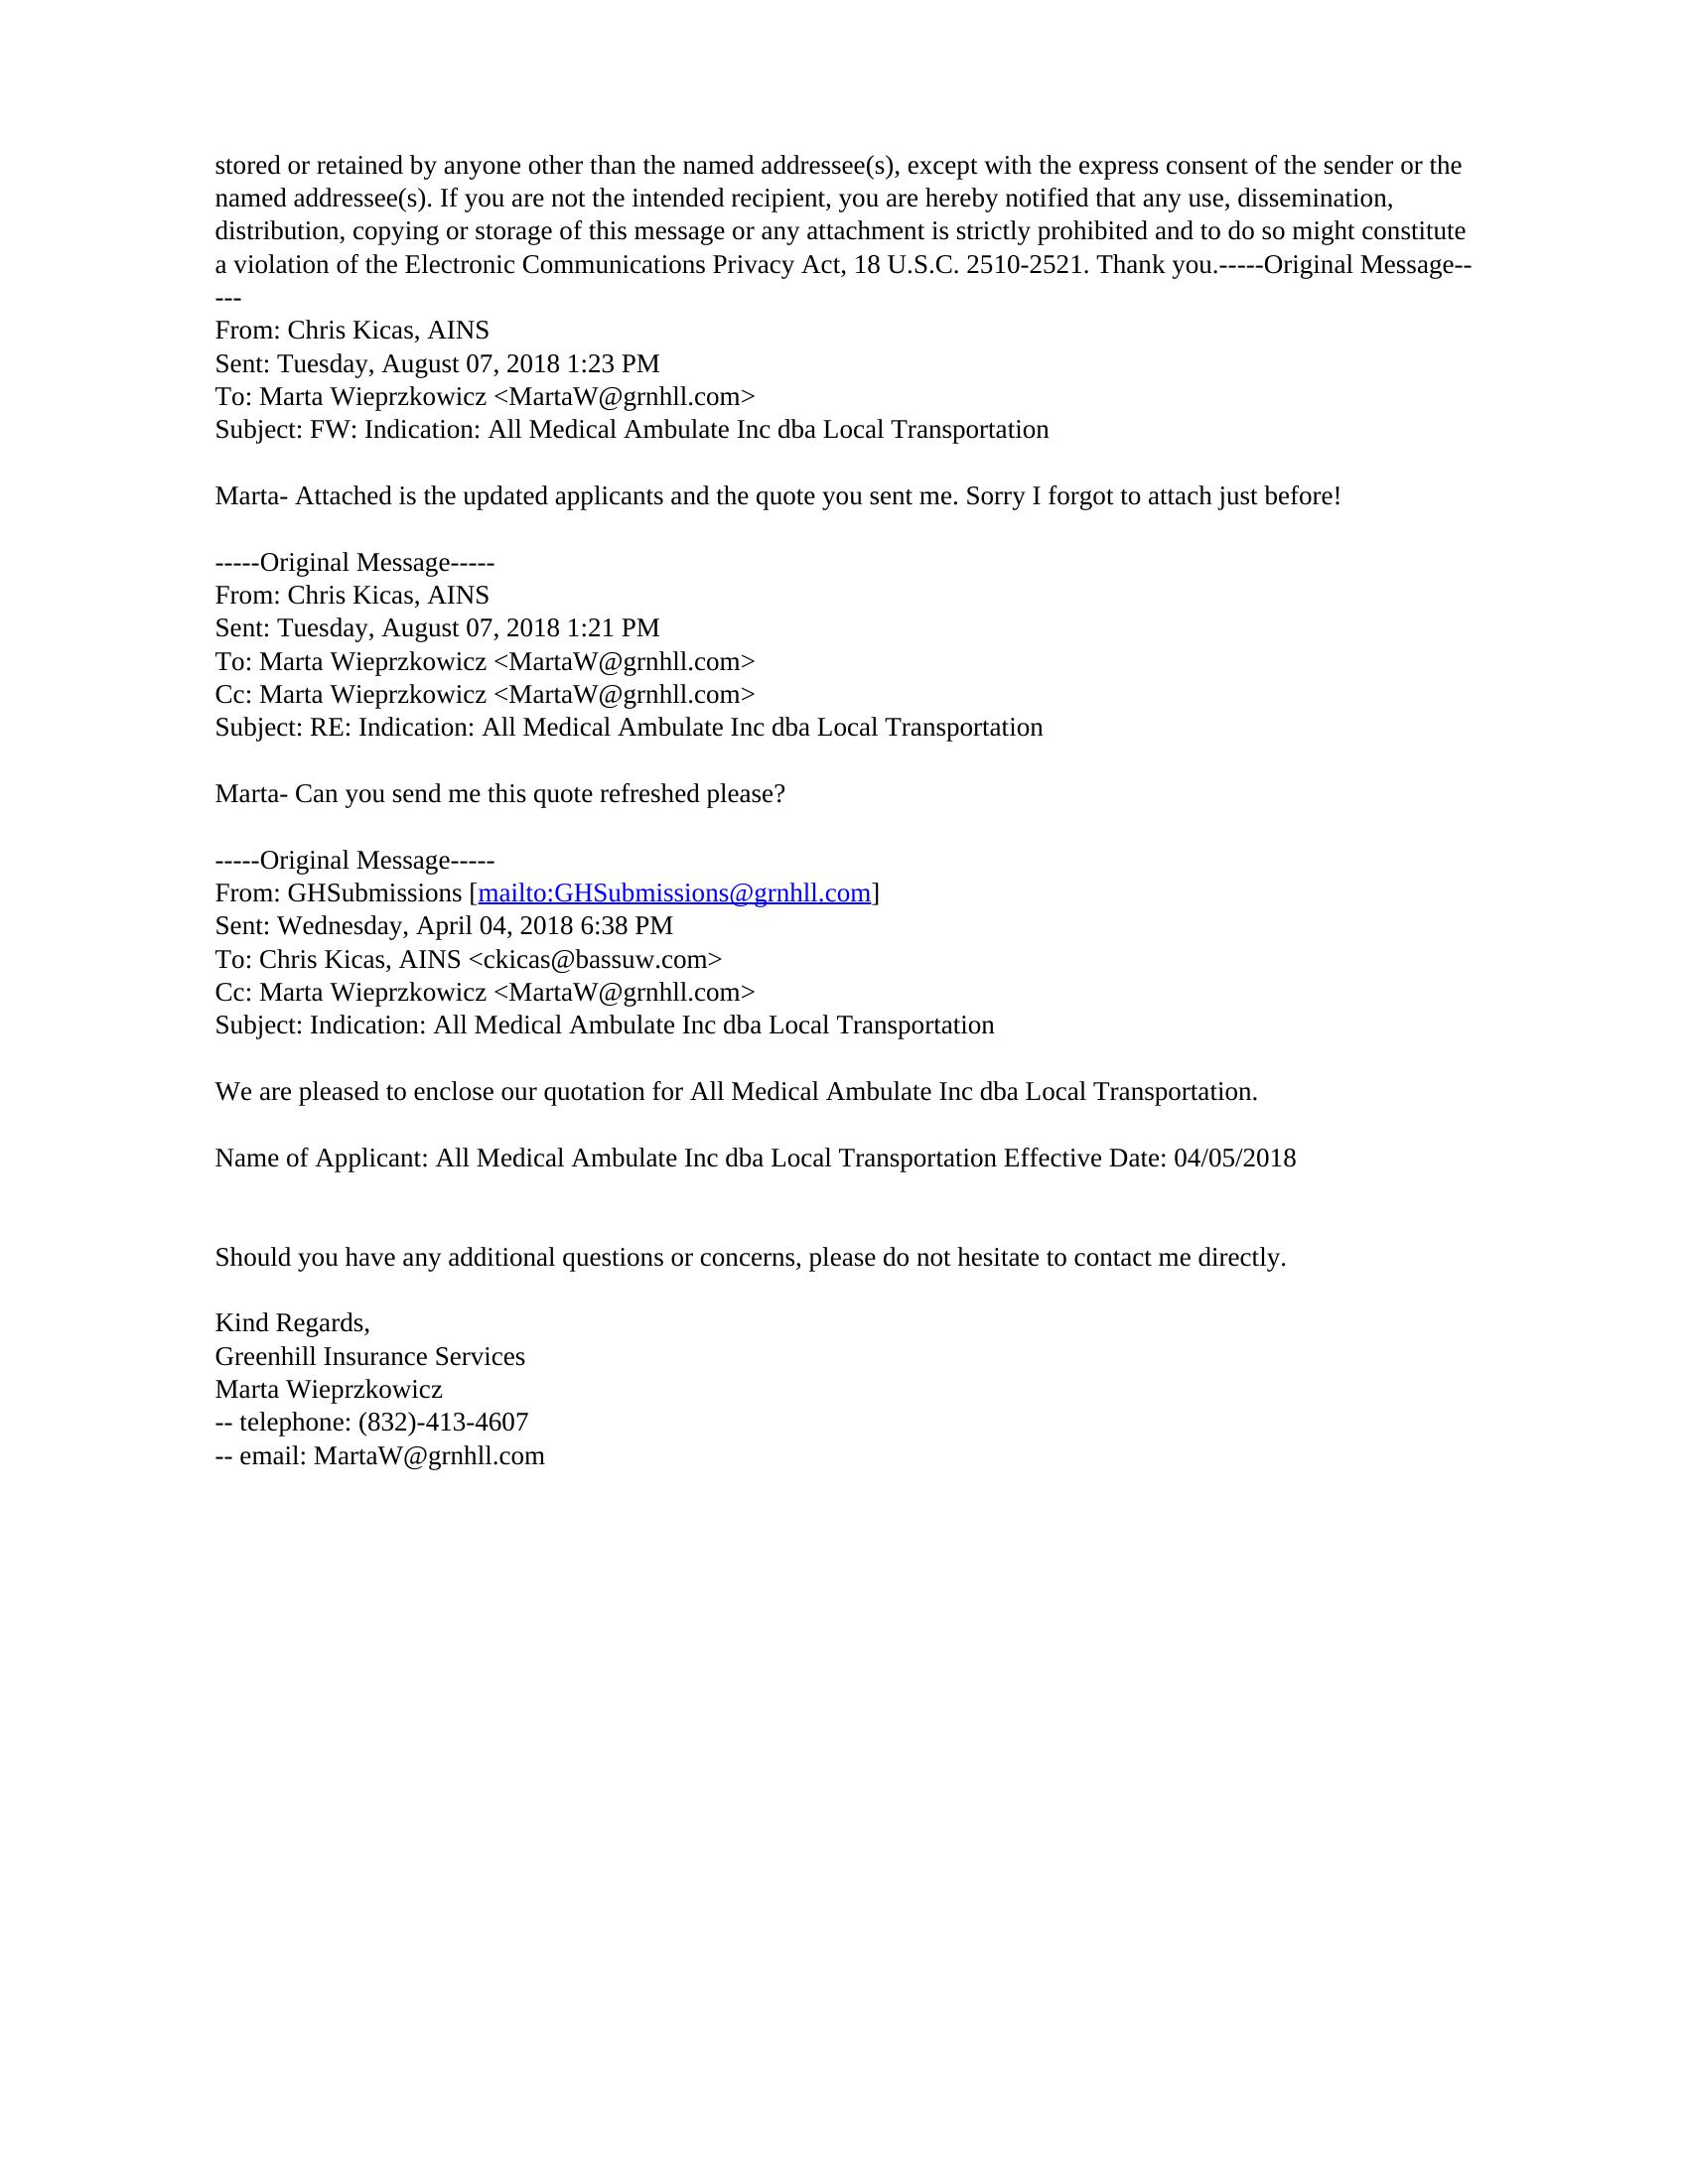 stored or retained by anyone other than the named addressee(s), except with the express consent of the sender or the
named addressee(s). If you are not the intended recipient, you are hereby notified that any use, dissemination,
distribution, copying or storage of this message or any attachment is strictly prohibited and to do so might constitute
a violation of the Electronic Communications Privacy Act, 18 U.S.C. 2510-2521. Thank you.-----Original Message--
---
From: Chris Kicas, AINS
Sent: Tuesday, August 07, 2018 1:23 PM
To: Marta Wieprzkowicz <MartaW@grnhll.com>
Subject: FW: Indication: All Medical Ambulate Inc dba Local Transportation
Marta- Attached is the updated applicants and the quote you sent me. Sorry I forgot to attach just before!
-----Original Message-----
From: Chris Kicas, AINS
Sent: Tuesday, August 07, 2018 1:21 PM
To: Marta Wieprzkowicz <MartaW@grnhll.com>
Cc: Marta Wieprzkowicz <MartaW@grnhll.com>
Subject: RE: Indication: All Medical Ambulate Inc dba Local Transportation
Marta- Can you send me this quote refreshed please?
-----Original Message-----
From: GHSubmissions [mailto:GHSubmissions@grnhll.com]
Sent: Wednesday, April 04, 2018 6:38 PM
To: Chris Kicas, AINS <ckicas@bassuw.com>
Cc: Marta Wieprzkowicz <MartaW@grnhll.com>
Subject: Indication: All Medical Ambulate Inc dba Local Transportation
We are pleased to enclose our quotation for All Medical Ambulate Inc dba Local Transportation.
Name of Applicant: All Medical Ambulate Inc dba Local Transportation Effective Date: 04/05/2018
Should you have any additional questions or concerns, please do not hesitate to contact me directly.
Kind Regards,
Greenhill Insurance Services
Marta Wieprzkowicz
-- telephone: (832)-413-4607
-- email: MartaW@grnhll.com